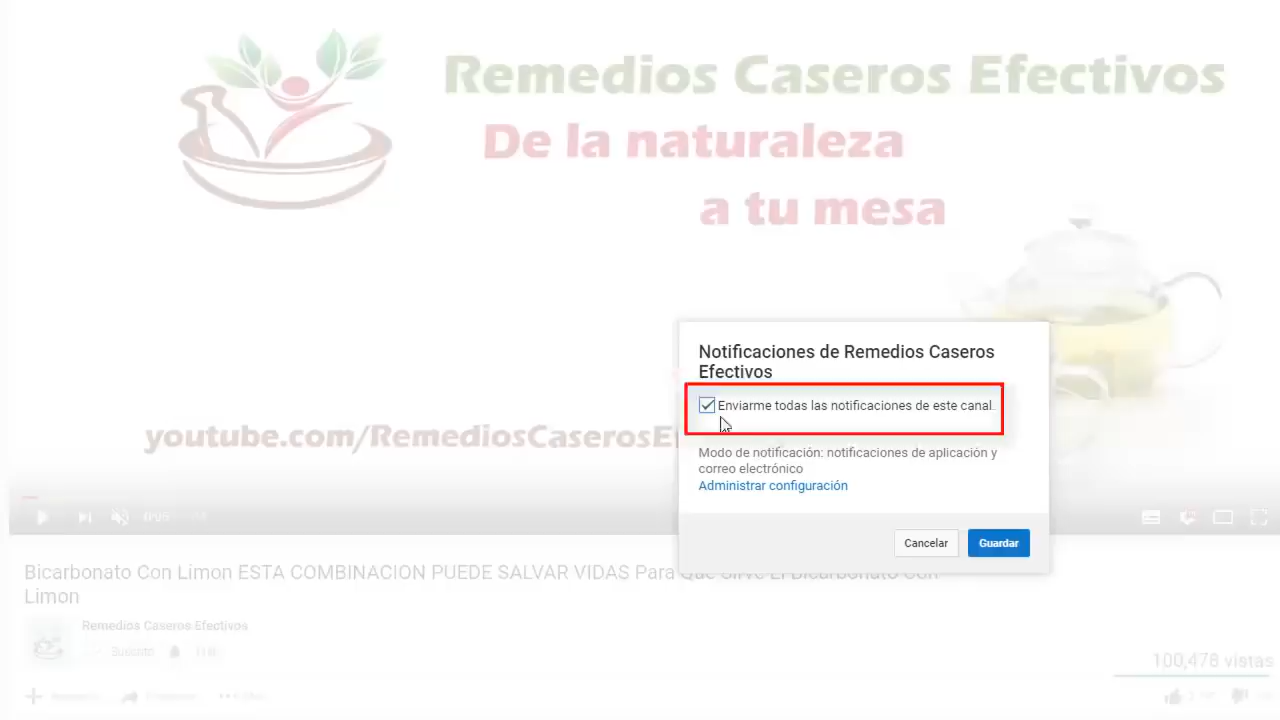 Remedios Caseros Efectivos
De la naturaleza
a tu mesa
Notificaciones de Remedios Caseros
Efectivos
Enviarme todas las notificaciones de este canal.
youtube.com/RemediosCaserosE
Modo de notificación: notificaciones de aplicación y
correo electrónico
Administrar configuración
Cancelar
Guardar
Bicarbonato Con Limon ESTA COMBINACION PUEDE SALVAR VIDAS Para Que Sirve El Bicarbonato Con
Limon
Remedios Caseros Efectivos
100,478 vistas